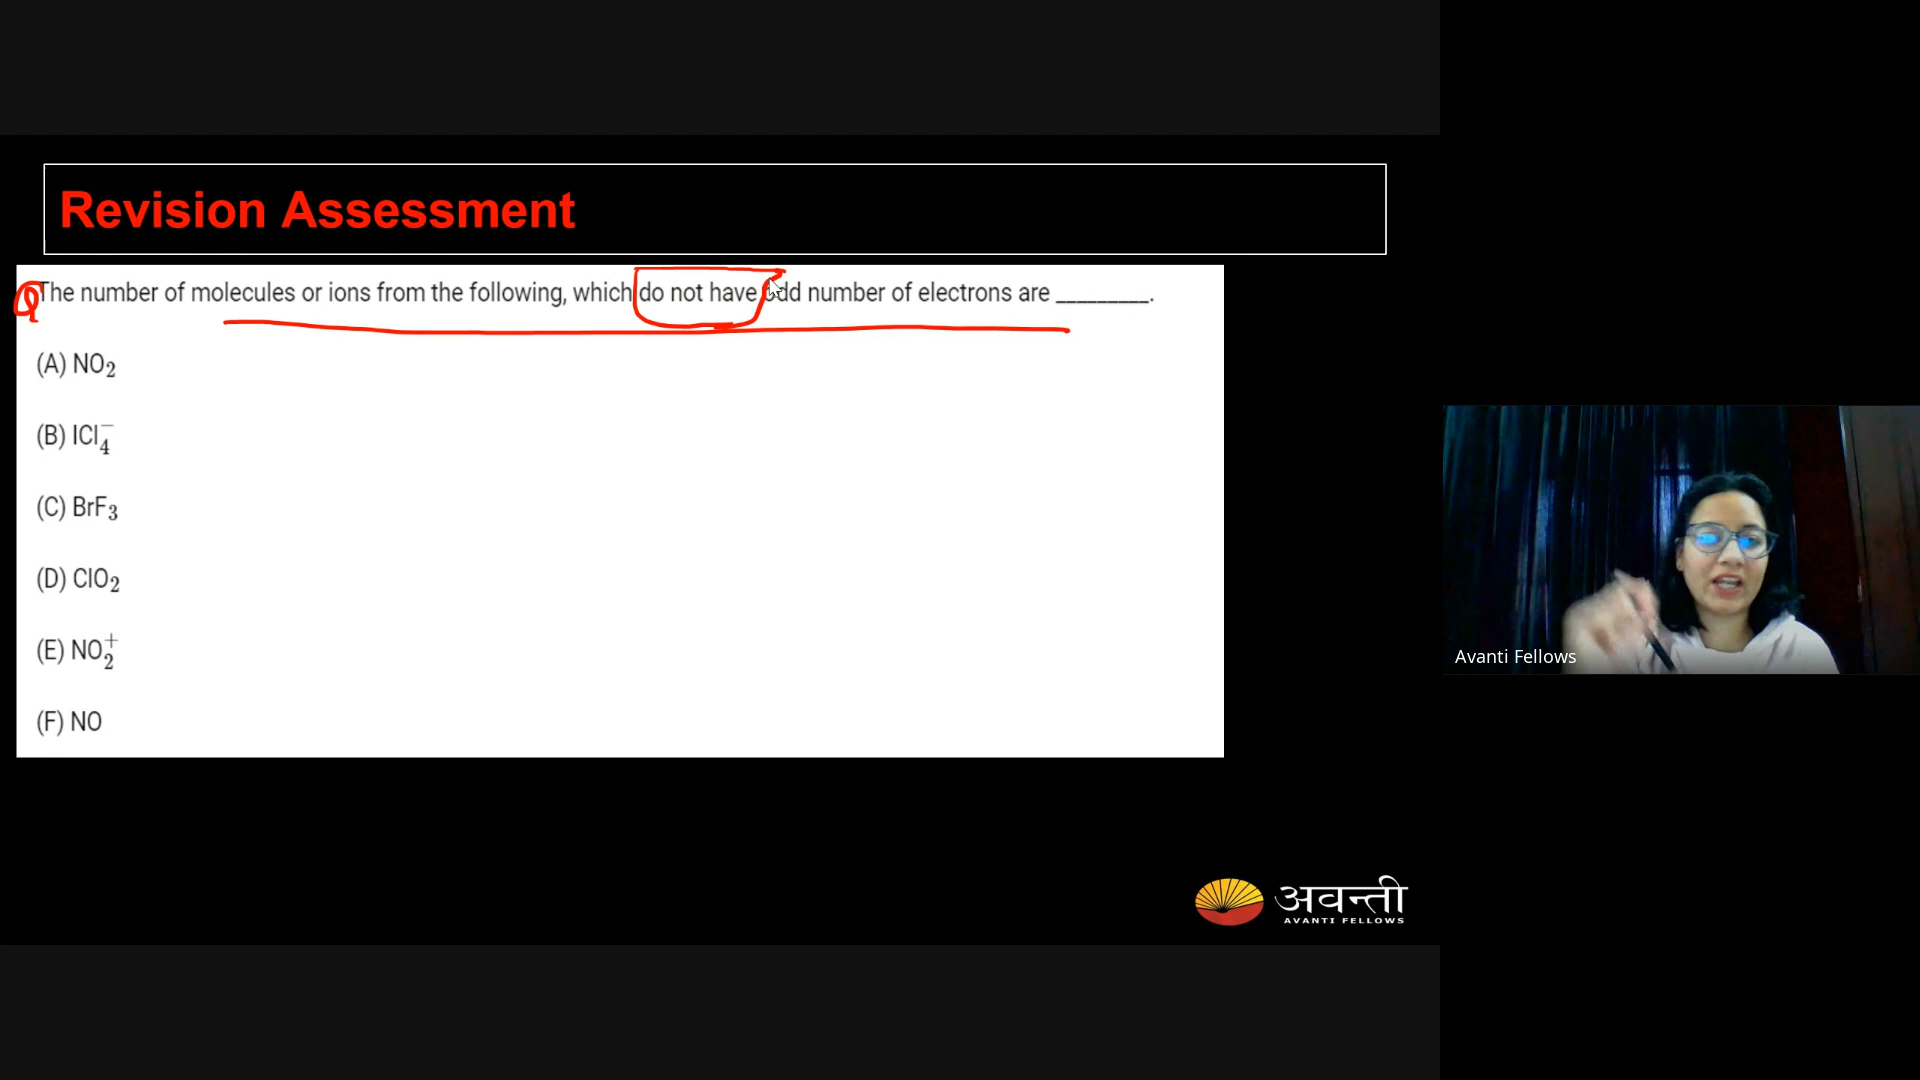 Revision Assessment
Q The number of molecules or ions from the following, which do not have odd number of electrons are _________.
(A) NO₂
(B) ICl₄⁻
(C) BrF₃
(D) ClO₂
(E) NO₂⁺
(F) NO
Avanti Fellows
अवन्ती
AVANTI FELLOWS